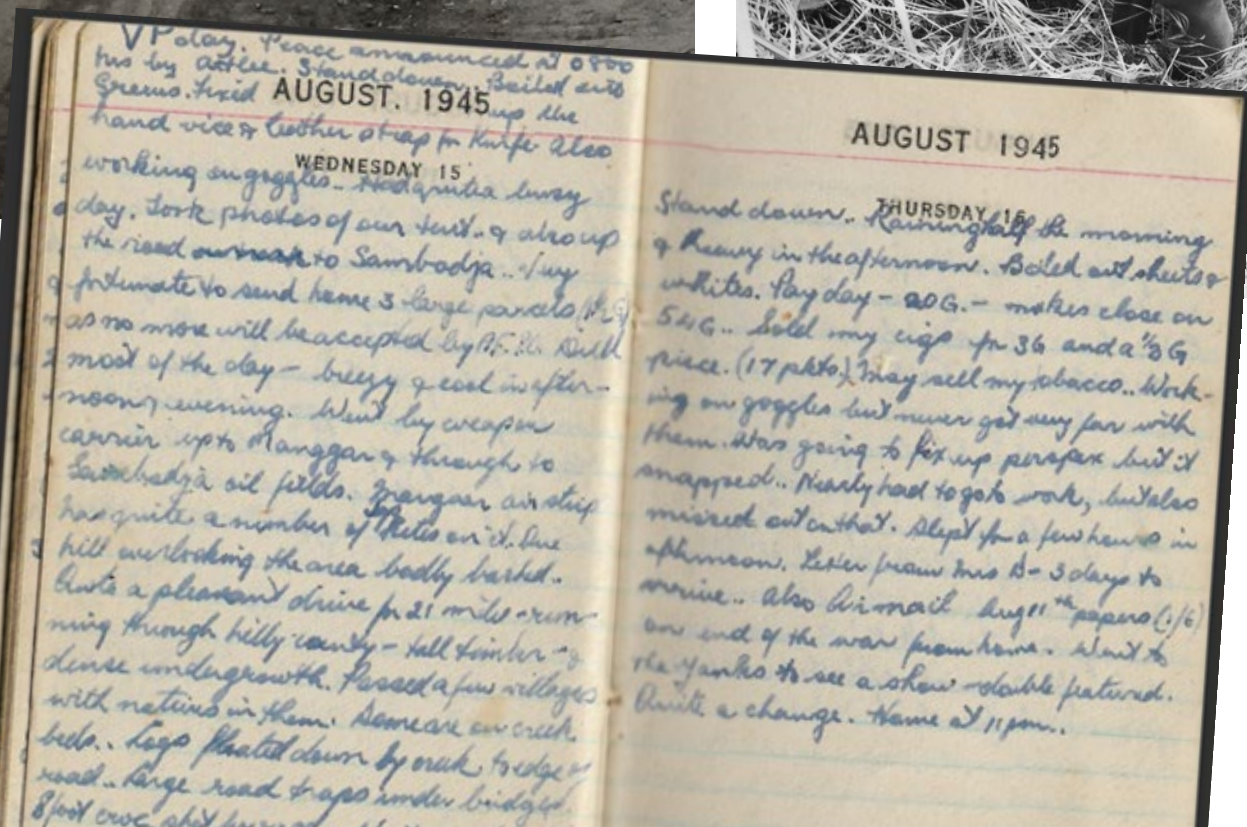 VP day. Peace announced at 0800
hrs by Attlee. Stand down. Boiled out
Greens. Fixed up the
AUGUST. 1945
hand vice & leather strap for Knife Also
WEDNESDAY 15
working on goggles.. Had quite a busy
day. Took photos of our tent.. & also up
the road to Sambodja.. Very
fortunate to send home 3 large parcels
as no more will be accepted by Dull
most of the day - breezy & cool in after-
noon & evening. Went by weapon
carrier up to Manggar & through to
Sambodja oil fields. Manggar air strip
has quite a number of on it. One
hill overlooking the area badly bashed..
Quite a pleasant drive for 21 miles - run-
ning through hilly county - tall timber - &
dense undergrowth. Passed a few villages
with natives in them. Some are on creek
beds.. Logs floated down by creek to edge of
road.. Large road traps under bridges.
8 foot croc shot
AUGUST 1945
THURSDAY 16
Stand down.. Raining half the morning
& heavy in the afternoon. Boiled out sheets &
whites. Pay day - 20G. - makes close on
54G.. Sold my cigs for 3G and a ½ G
piece. (17 pkts) May sell my tobacco.. Work-
ing on goggles but never got very far with
them. Was going to fix up perspex but it
snapped.. Nearly had to go to work, but also
missed out on that. Slept for a few hours in
afternoon. Letter from Mrs D - 3 days to
arrive.. Also Airmail Aug 11th papers
on end of the war from home. Went to
the Yanks to see a show - double featured.
Quite a change. Home at 11pm..